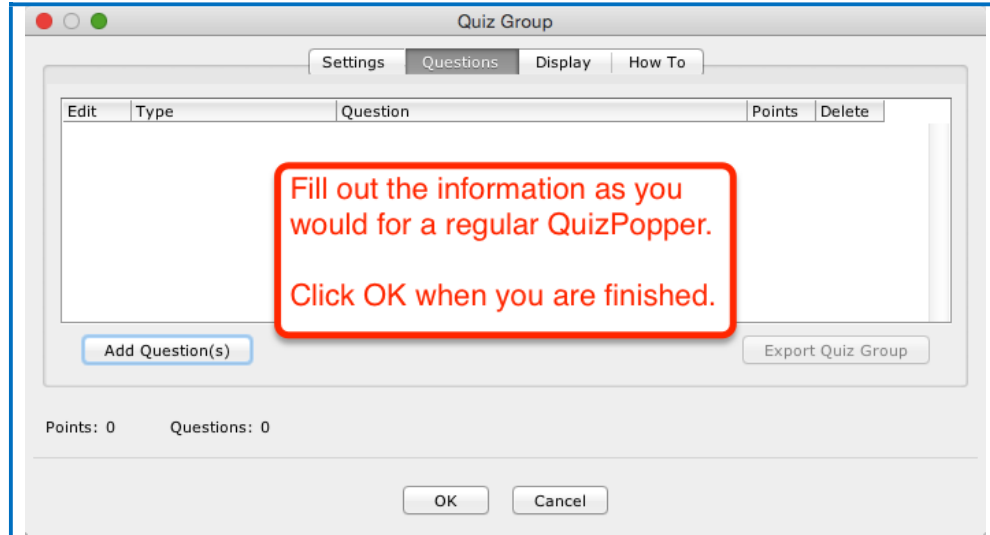 Quiz Group
Settings Questions Display How To
Edit Type Question Points Delete
Fill out the information as you
would for a regular QuizPopper.
Click OK when you are finished.
Add Question(s) Export Quiz Group
Points: 0 Questions: 0
OK Cancel